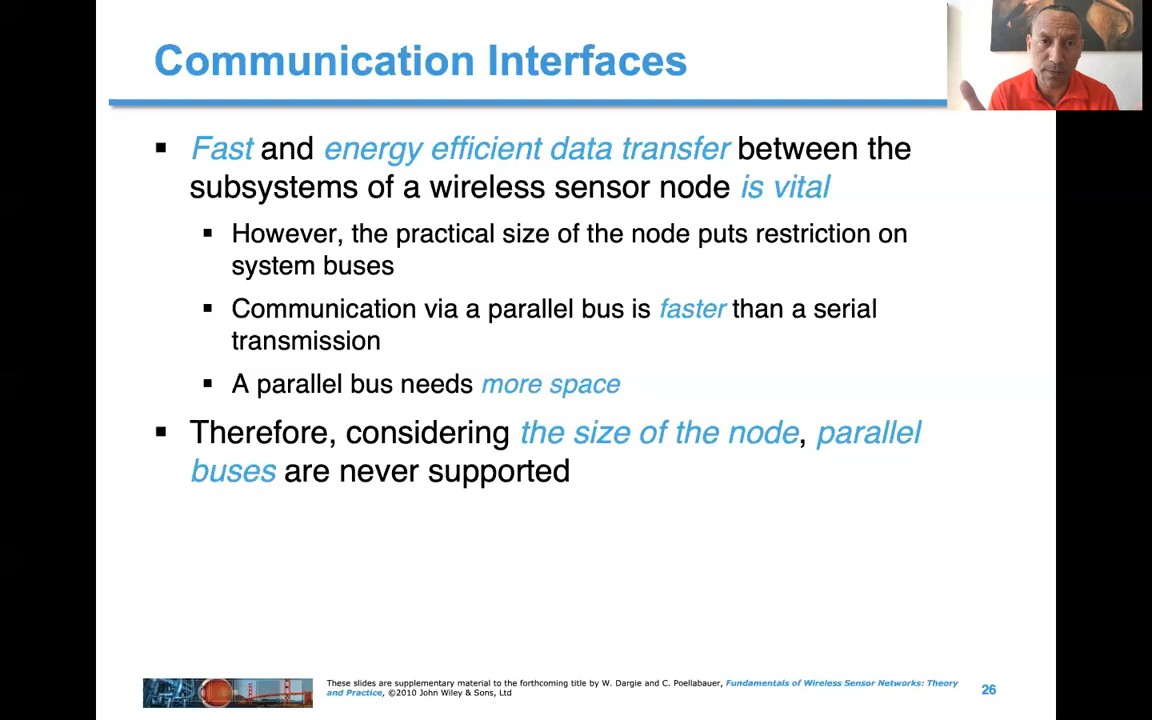 Communication Interfaces
▪ Fast and energy efficient data transfer between the
subsystems of a wireless sensor node is vital
▪ However, the practical size of the node puts restriction on
system buses
▪ Communication via a parallel bus is faster than a serial
transmission
▪ A parallel bus needs more space
▪ Therefore, considering the size of the node, parallel
buses are never supported
These slides are supplementary material to the forthcoming title by W. Dargie and C. Poellabauer, Fundamentals of Wireless Sensor Networks: Theory
and Practice, ©2010 John Wiley & Sons, Ltd
26